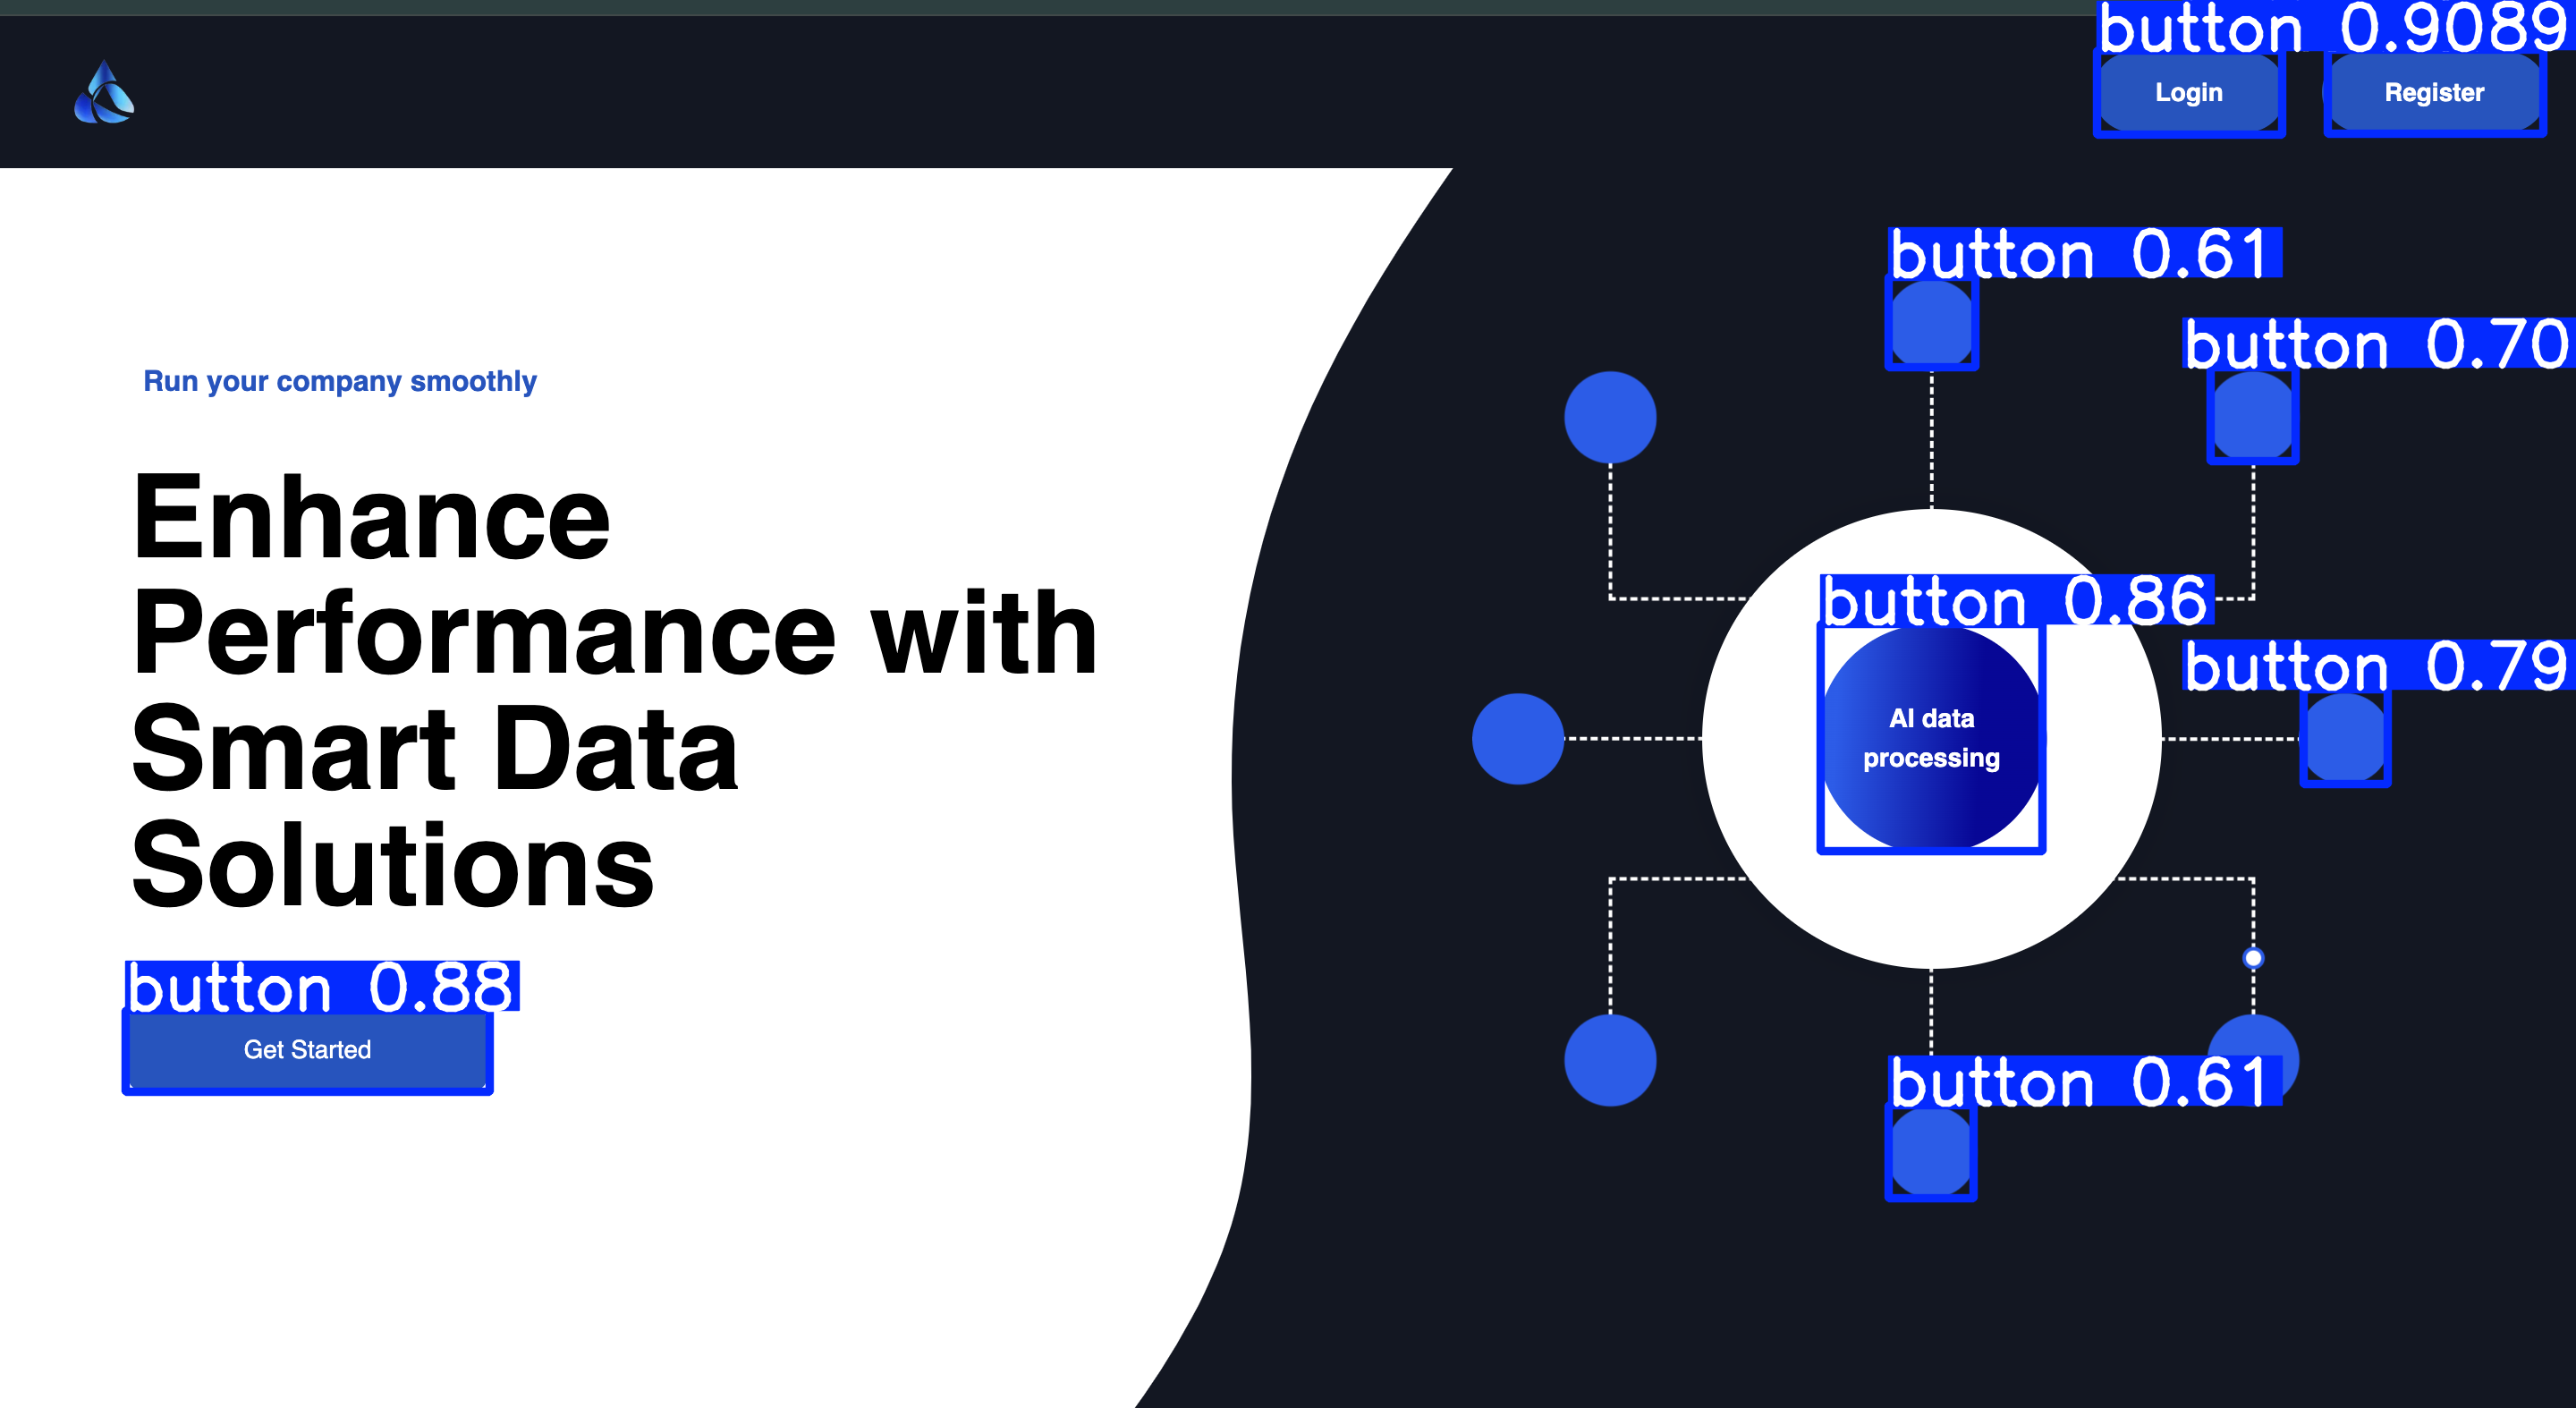 button 0.9089
Login
Register
button 0.61
button 0.70
Run your company smoothly
Enhance
Performance with
Smart Data
Solutions
button 0.86
button 0.79
AI data
processing
button 0.88
Get Started
button 0.61